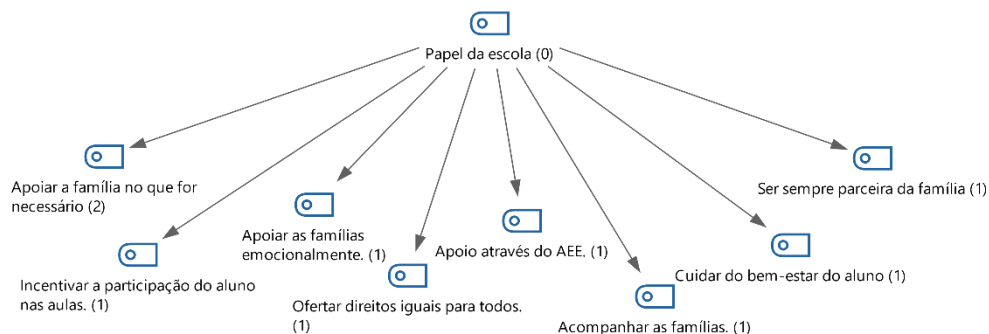 Papel da escola (0)
Apoiar a família no que for
necessário (2)
Ser sempre parceira da família (1)
Apoiar as famílias
emocionalmente. (1)
Apoio através do AEE. (1)
Incentivar a participação do aluno
nas aulas. (1)
Ofertar direitos iguais para todos.
(1)
Cuidar do bem-estar do aluno (1)
Acompanhar as famílias. (1)